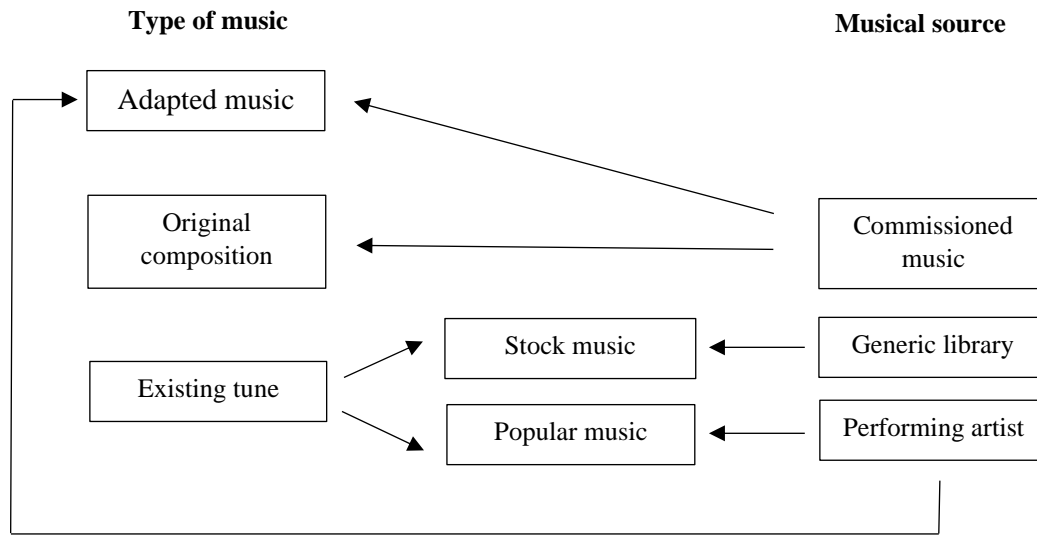 Type of music
Musical source
Adapted music
Original
composition
Commissioned
music
Stock music
Generic library
Existing tune
Popular music
Performing artist